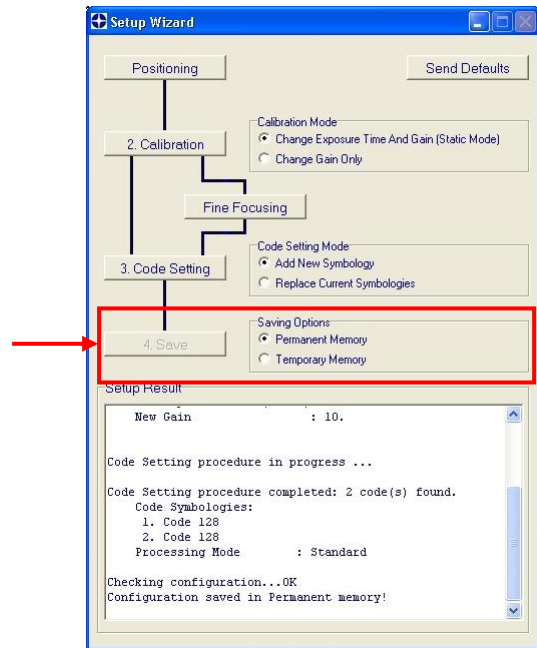 Setup Wizard
Positioning
Send Defaults
Calibration Mode
2. Calibration
Change Exposure Time And Gain (Static Mode)
Change Gain Only
Fine Focusing
Code Setting Mode
3. Code Setting
Add New Symbology
Replace Current Symbologies
Saving Options
4. Save
Permanent Memory
Temporary Memory
Setup Result
New Gain : 10.
Code Setting procedure in progress ...
Code Setting procedure completed: 2 code(s) found.
Code Symbologies:
1. Code 128
2. Code 128
Processing Mode : Standard
Checking configuration...OK
Configuration saved in Permanent memory!